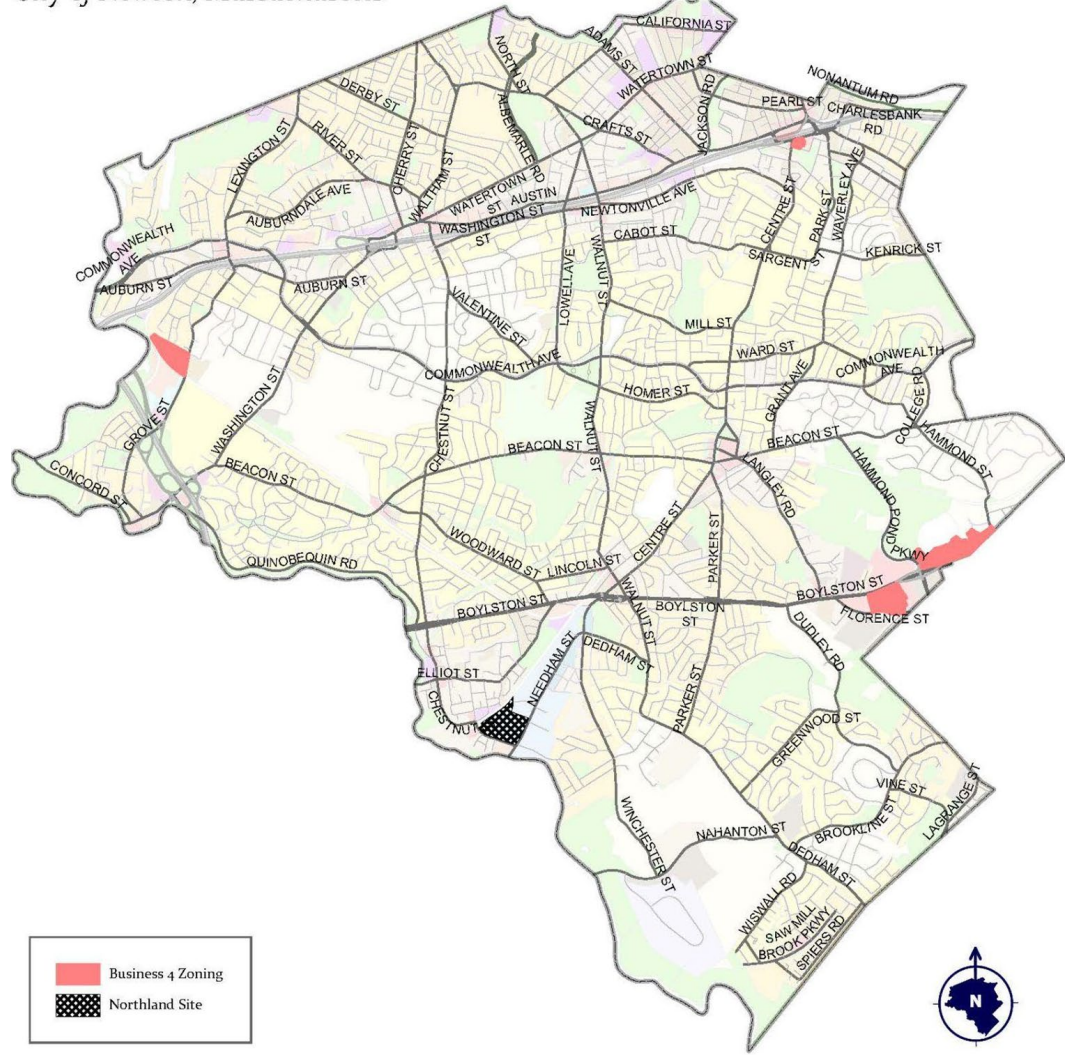 CALIFORNIA ST
ADAMS ST
NORTH ST
WATERTOWN ST
NONANTUM RD
DERBY ST
JACKSON RD
PEARL ST
CHARLESBANK
RD
ALBEMARLE RD
CRAFTS ST
LEXINGTON ST
RIVER ST
CHERRY ST
WALTHAM ST
WAVERLEY AVE
AUBURNDALE AVE
WATERTOWN
ST
AUSTIN
ST
WASHINGTON ST
NEWTONVILLE AVE
CENTRE ST
PARK ST
COMMONWEALTH
AVE
CABOT ST
SARGENT ST
KENRICK ST
AUBURN ST
AUBURN ST
LOWELL AVE
WALNUT ST
VALENTINE ST
MILL ST
WARD ST
COMMONWEALTH AVE
COMMONWEALTH
AVE
HOMER ST
GRANT AVE
COLLEGE RD
CHESTNUT ST
WASHINGTON ST
GROVE ST
WALNUT ST
BEACON ST
BEACON ST
HAMMOND ST
CONCORD ST
BEACON ST
LANGLEY RD
HAMMOND POND
PKWY
CENTRE ST
PARKER ST
WOODWARD ST
QUINOBEQUIN RD
LINCOLN ST
BOYLSTON ST
BOYLSTON ST
BOYLSTON
ST
WALNUT ST
FLORENCE ST
DUDLEY RD
NEEDHAM ST
DEDHAM ST
ELLIOT ST
CHESTNUT
PARKER ST
GREENWOOD ST
VINE ST
LAGRANGE ST
WINCHESTER ST
NAHANTON ST
BROOKLINE ST
DEDHAM ST
WISWALL RD
SAW MILL
BROOK PKWY
SPIERS RD
Business 4 Zoning
Northland Site
N